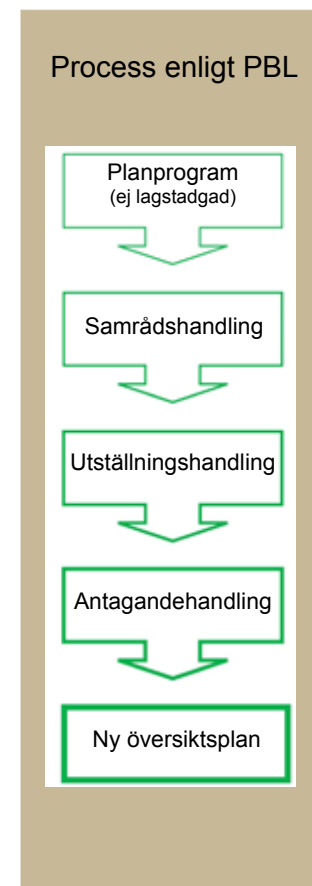 Process enligt PBL
Planprogram
(ej lagstadgad)
Samrådshandling
Utställningshandling
Antagandehandling
Ny översiktsplan